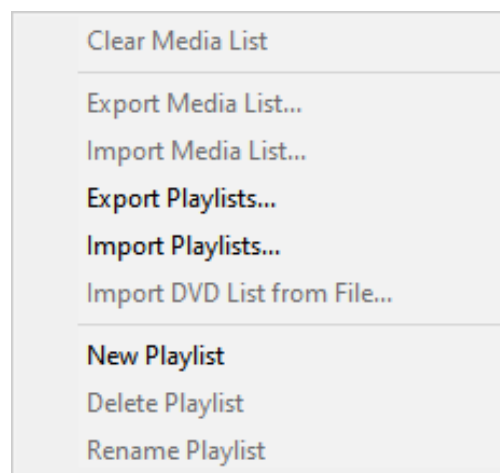 Clear Media List
Export Media List...
Import Media List...
Export Playlists...
Import Playlists...
Import DVD List from File...
New Playlist
Delete Playlist
Rename Playlist